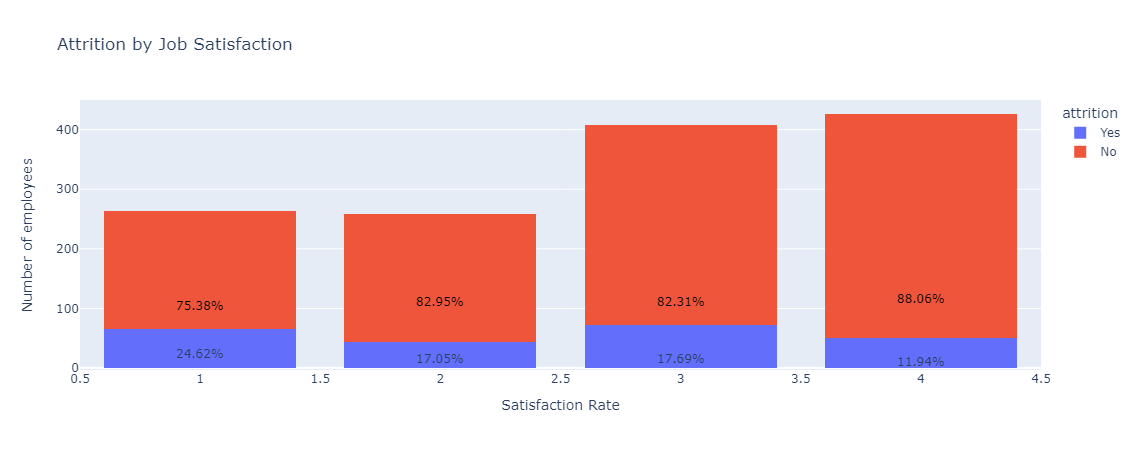 Attrition by Job Satisfaction
attrition
Yes
No
Number of employees
400
300
200
100
0
75.38%
82.95%
82.31%
88.06%
24.62%
17.05%
17.69%
11.94%
0.5 1 1.5 2 2.5 3 3.5 4 4.5
Satisfaction Rate